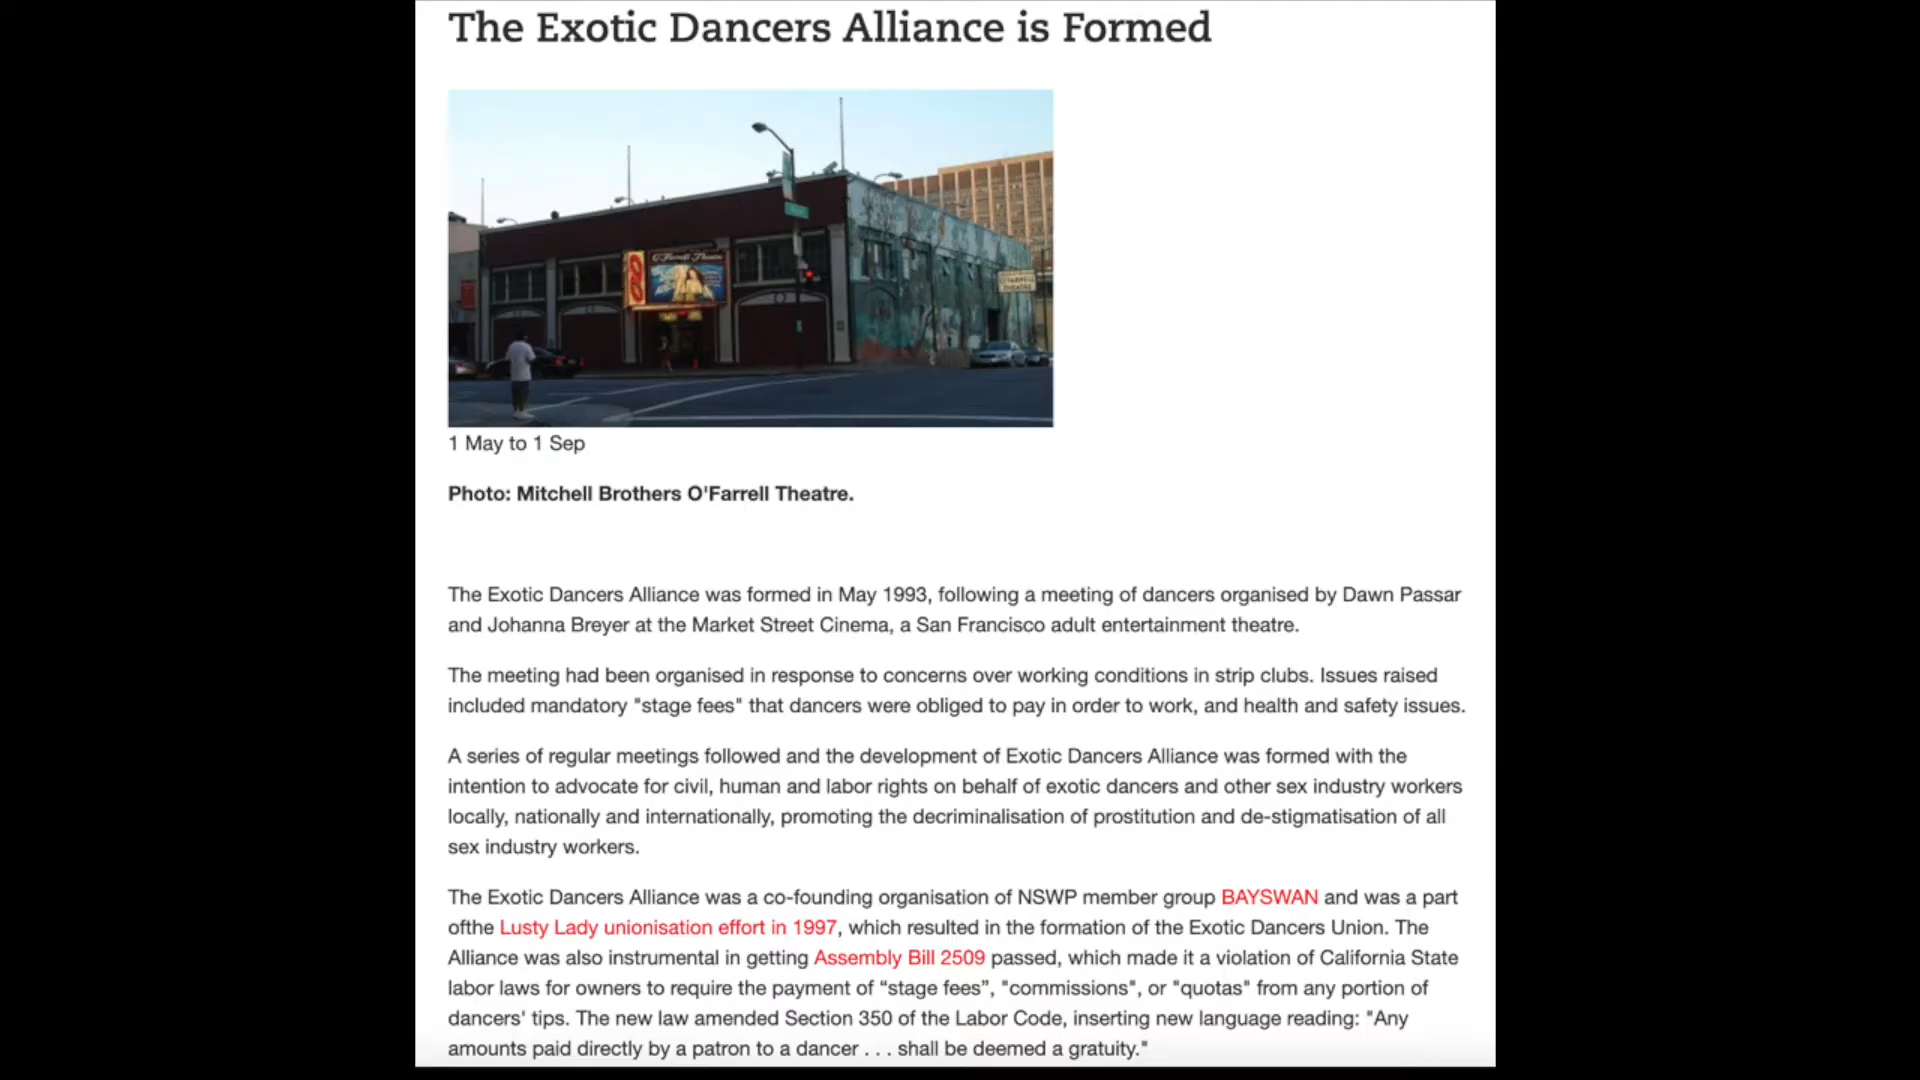 The Exotic Dancers Alliance is Formed
O'Farrell Theatre
O'FARRELL
THEATRE
1 May to 1 Sep
Photo: Mitchell Brothers O'Farrell Theatre.
The Exotic Dancers Alliance was formed in May 1993, following a meeting of dancers organised by Dawn Passar
and Johanna Breyer at the Market Street Cinema, a San Francisco adult entertainment theatre.
The meeting had been organised in response to concerns over working conditions in strip clubs. Issues raised
included mandatory "stage fees" that dancers were obliged to pay in order to work, and health and safety issues.
A series of regular meetings followed and the development of Exotic Dancers Alliance was formed with the
intention to advocate for civil, human and labor rights on behalf of exotic dancers and other sex industry workers
locally, nationally and internationally, promoting the decriminalisation of prostitution and de-stigmatisation of all
sex industry workers.
The Exotic Dancers Alliance was a co-founding organisation of NSWP member group BAYSWAN and was a part
ofthe Lusty Lady unionisation effort in 1997, which resulted in the formation of the Exotic Dancers Union. The
Alliance was also instrumental in getting Assembly Bill 2509 passed, which made it a violation of California State
labor laws for owners to require the payment of “stage fees”, "commissions", or "quotas" from any portion of
dancers' tips. The new law amended Section 350 of the Labor Code, inserting new language reading: "Any
amounts paid directly by a patron to a dancer . . . shall be deemed a gratuity."